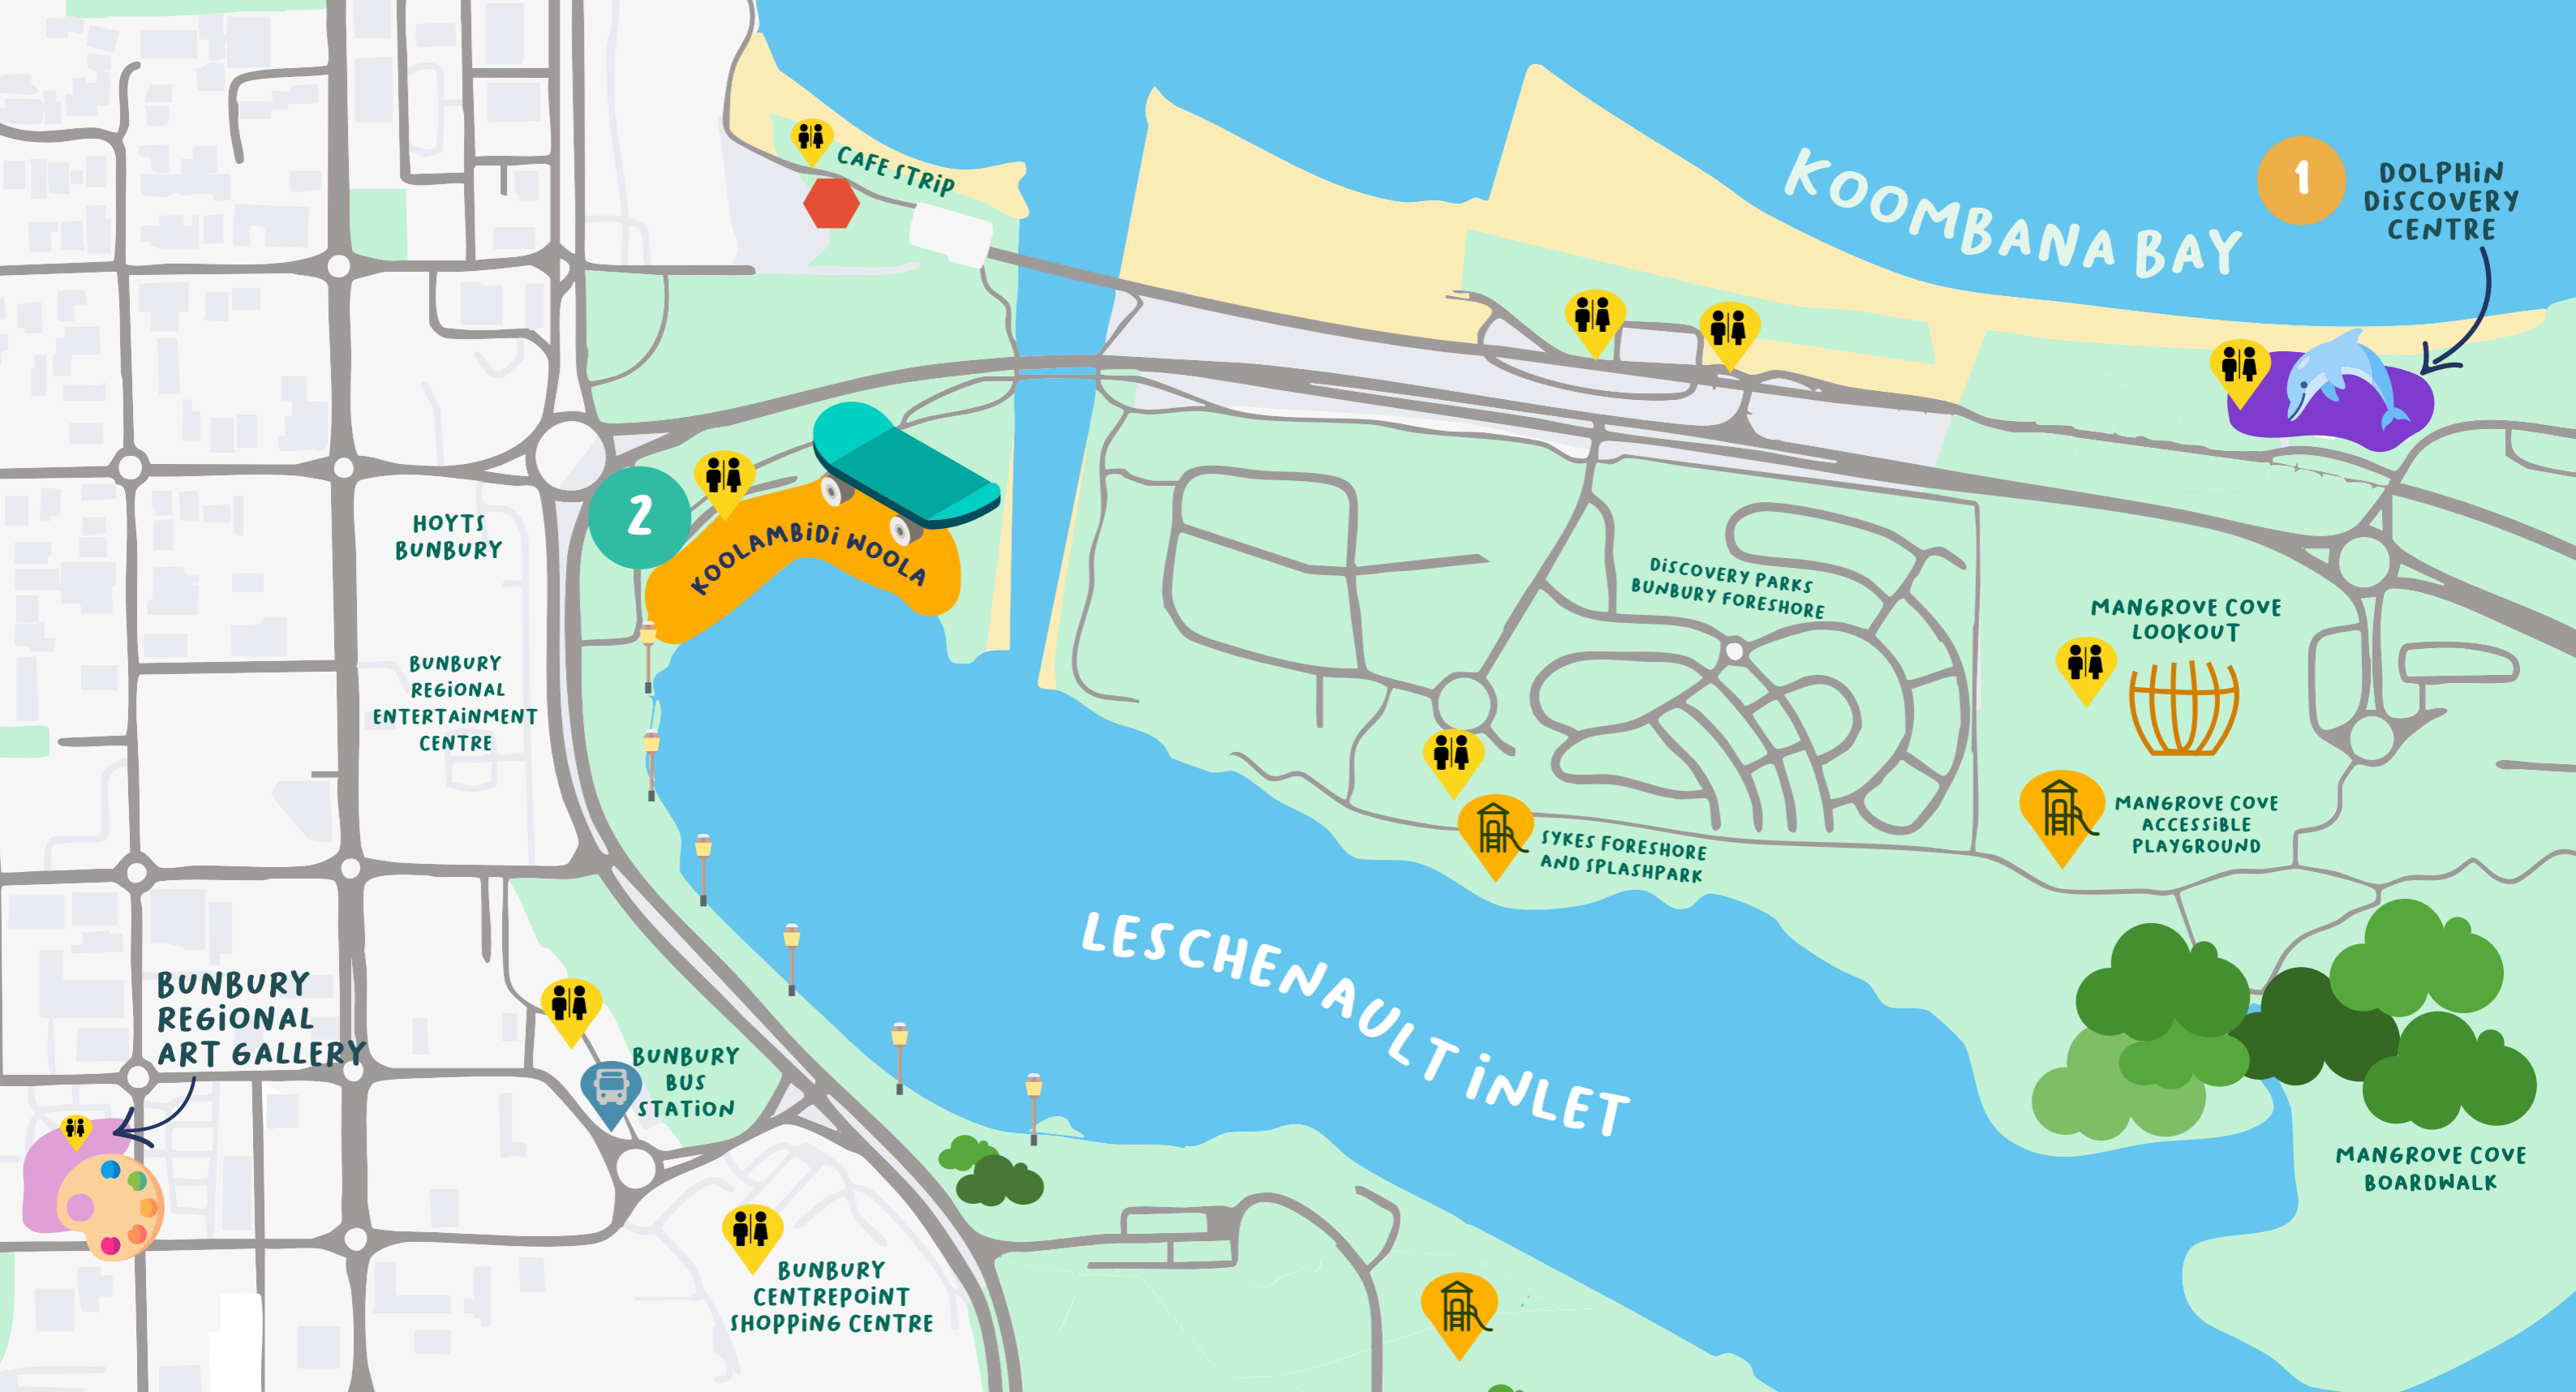 CAFE STRiP
KOOMBANA BAY
1
DOLPHiN
DiSCOVERY
CENTRE
2
KOOLAMBiDi WOOLA
HOYTS
BUNBURY
BUNBURY
REGiONAL
ENTERTAiNMENT
CENTRE
DiSCOVERY PARKS
BUNBURY FORESHORE
MANGROVE COVE
LOOKOUT
MANGROVE COVE
ACCESSiBLE
PLAYGROUND
SYKES FORESHORE
AND SPLASHPARK
LESCHENAULT iNLET
BUNBURY
REGiONAL
ART GALLERY
BUNBURY
BUS
STATiON
MANGROVE COVE
BOARDWALK
BUNBURY
CENTREPOiNT
SHOPPiNG CENTRE